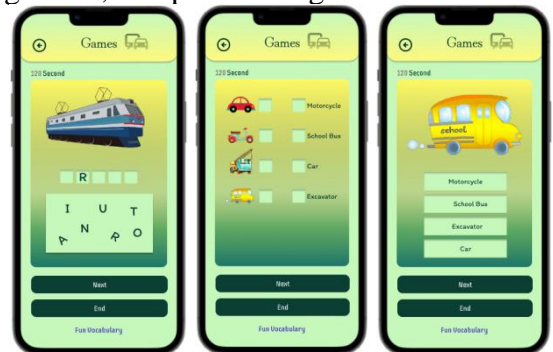 Games
120 Second
R
I U T
A N R O
Next
End
Fun Vocabulary
Games
120 Second
Motorcycle
School Bus
Car
Excavator
Next
End
Fun Vocabulary
Games
120 Second
school
Motorcycle
School Bus
Excavator
Car
Next
End
Fun Vocabulary